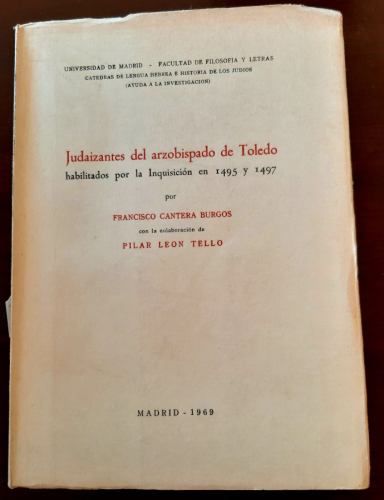 UNIVERSIDAD DE MADRID - FACULTAD DE FILOSOFIA Y LETRAS
CATEDRAS DE LENGUA HEBREA E HISTORIA DE LOS JUDIOS
(AYUDA A LA INVESTIGACION)
Judaizantes del arzobispado de Toledo
habilitados por la Inquisición en 1495 y 1497
por
FRANCISCO CANTERA BURGOS
con la colaboración de
PILAR LEON TELLO
MADRID - 1969